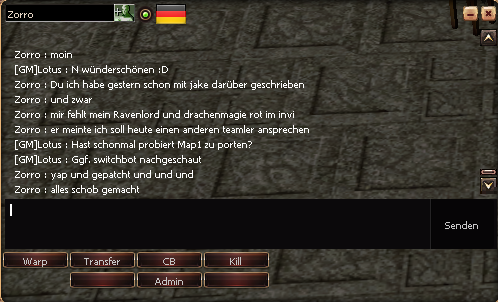 Zorro
Zorro : moin
[GM]Lotus : N wünderschönen :D
Zorro : Du ich habe gestern schon mit jake darüber geschrieben
Zorro : und zwar
Zorro : mir fehlt mein Ravenlord und drachenmagie rot im invi
Zorro : er meinte ich soll heute einen anderen teamler ansprechen
[GM]Lotus : Hast schonmal probiert Map1 zu porten?
[GM]Lotus : Ggf. switchbot nachgeschaut
Zorro : yap und gepatcht und und und
Zorro : alles schob gemacht
Senden
Warp Transfer CB Kill
Admin